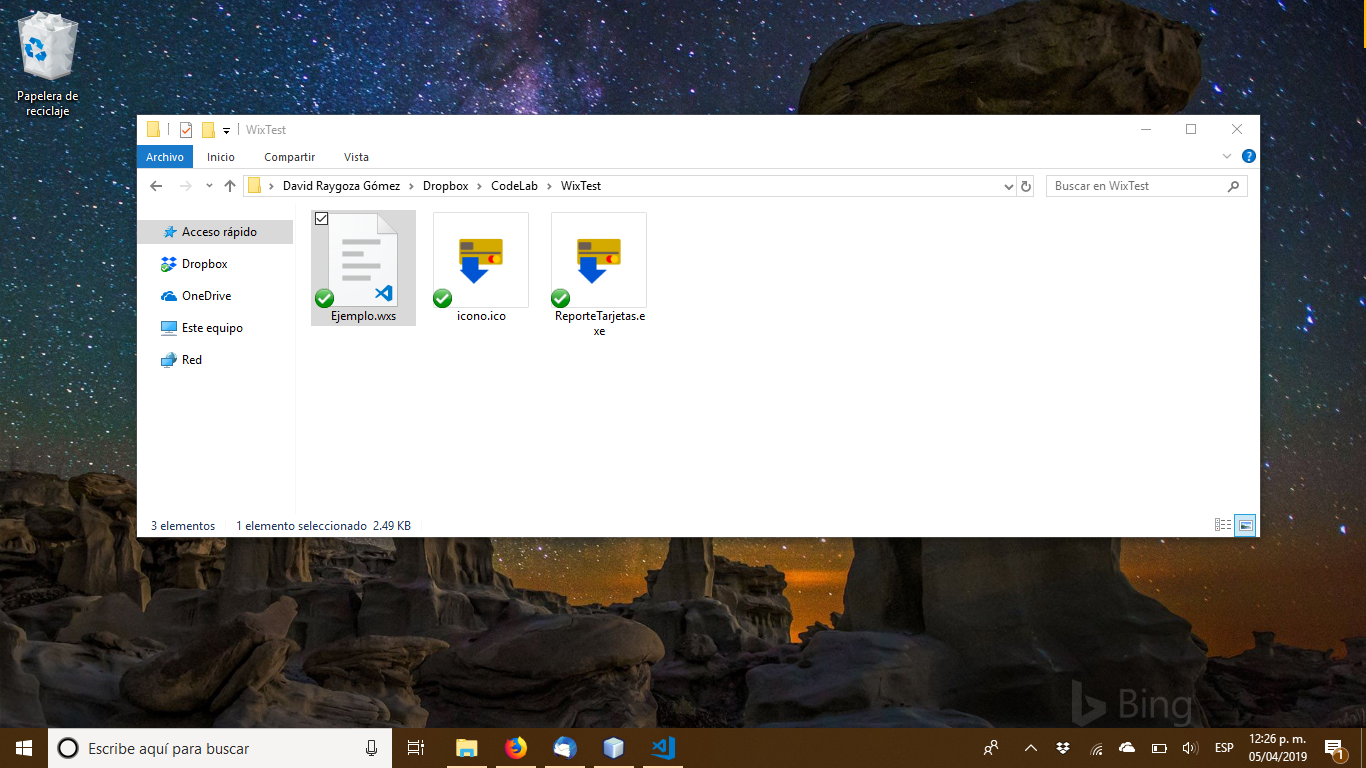 Papelera de
reciclaje
WixTest
Archivo
Inicio
Compartir
Vista
David Raygoza Gómez
Dropbox
CodeLab
WixTest
Buscar en WixTest
Acceso rápido
Dropbox
OneDrive
Este equipo
Red
Ejemplo.wxs
icono.ico
ReporteTarjetas.e
xe
3 elementos
1 elemento seleccionado 2.49 KB
Bing
Escribe aquí para buscar
ESP
12:26 p. m.
05/04/2019
1